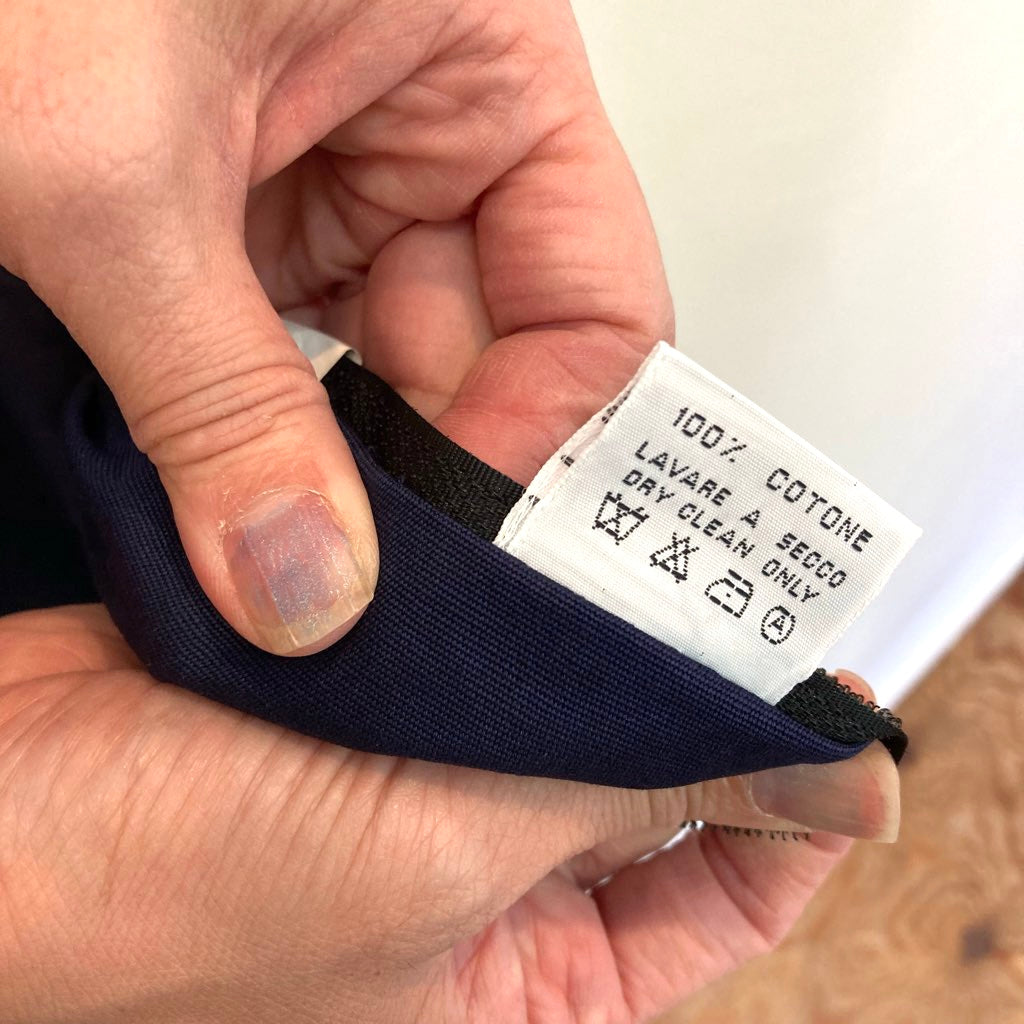 100% COTONE
LAVARE A SECCO
DRY CLEAN ONLY
A